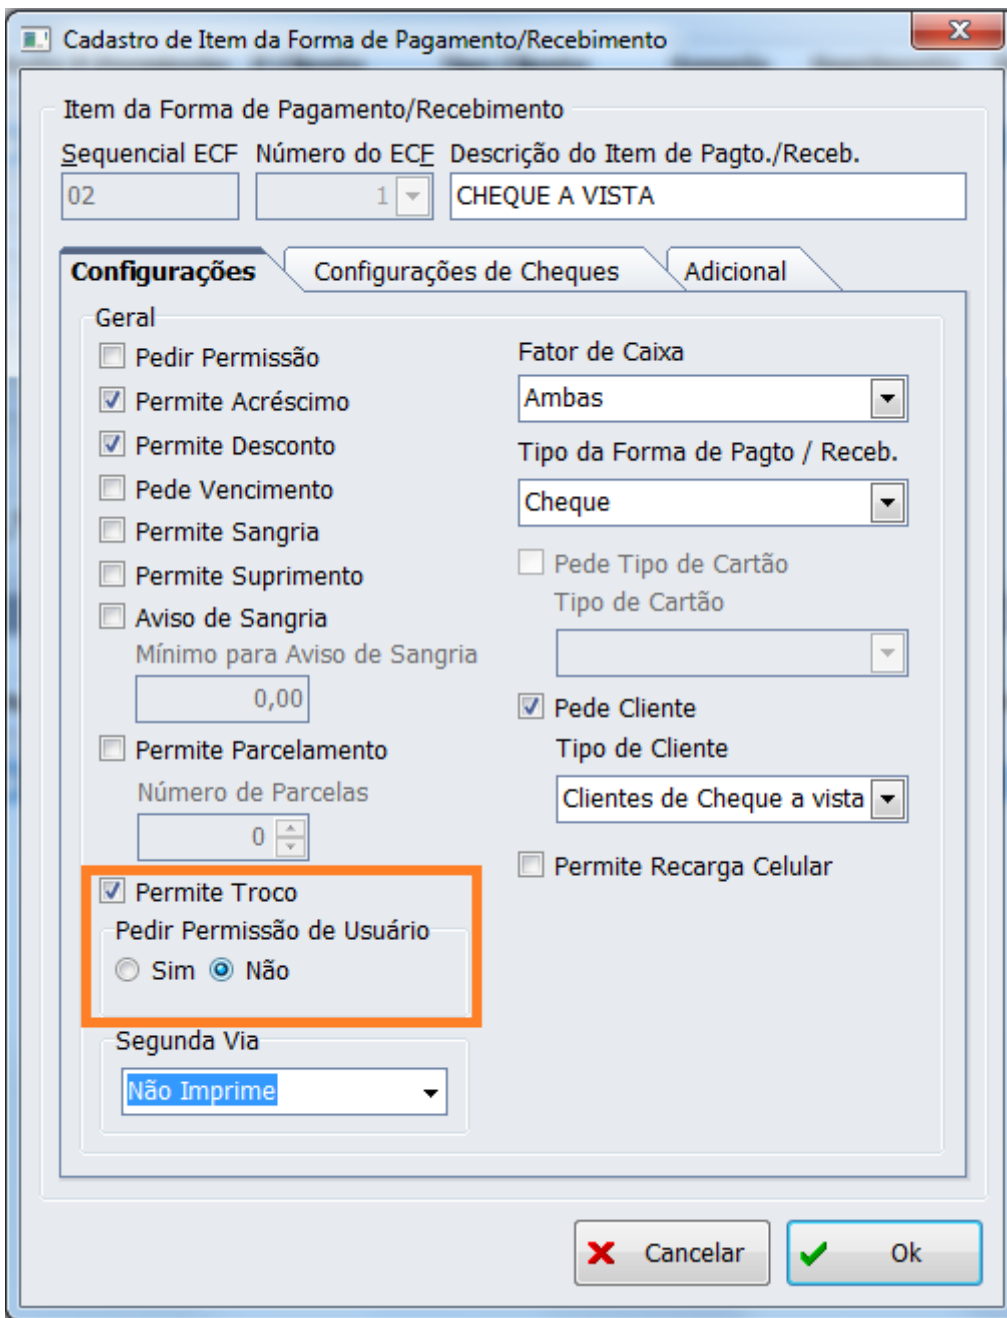 Cadastro de Item da Forma de Pagamento/Recebimento
Item da Forma de Pagamento/Recebimento
Sequencial ECF Número do ECF Descrição do Item de Pagto./Receb.
02 1 CHEQUE A VISTA
Configurações Configurações de Cheques Adicional
Geral
Pedir Permissão
Permite Acréscimo
Permite Desconto
Pede Vencimento
Permite Sangria
Permite Suprimento
Aviso de Sangria
Mínimo para Aviso de Sangria
0,00
Permite Parcelamento
Número de Parcelas
0
Permite Troco
Pedir Permissão de Usuário
Sim Não
Segunda Via
Não Imprime
Fator de Caixa
Ambas
Tipo da Forma de Pagto / Receb.
Cheque
Pede Tipo de Cartão
Tipo de Cartão
Pede Cliente
Tipo de Cliente
Clientes de Cheque a vista
Permite Recarga Celular
Cancelar Ok